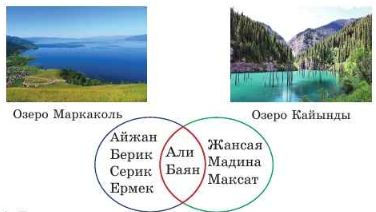 Озеро Маркаколь
Озеро Кайынды
Айжан
Берик
Серик
Ермек
Али
Баян
Жансая
Мадина
Максат